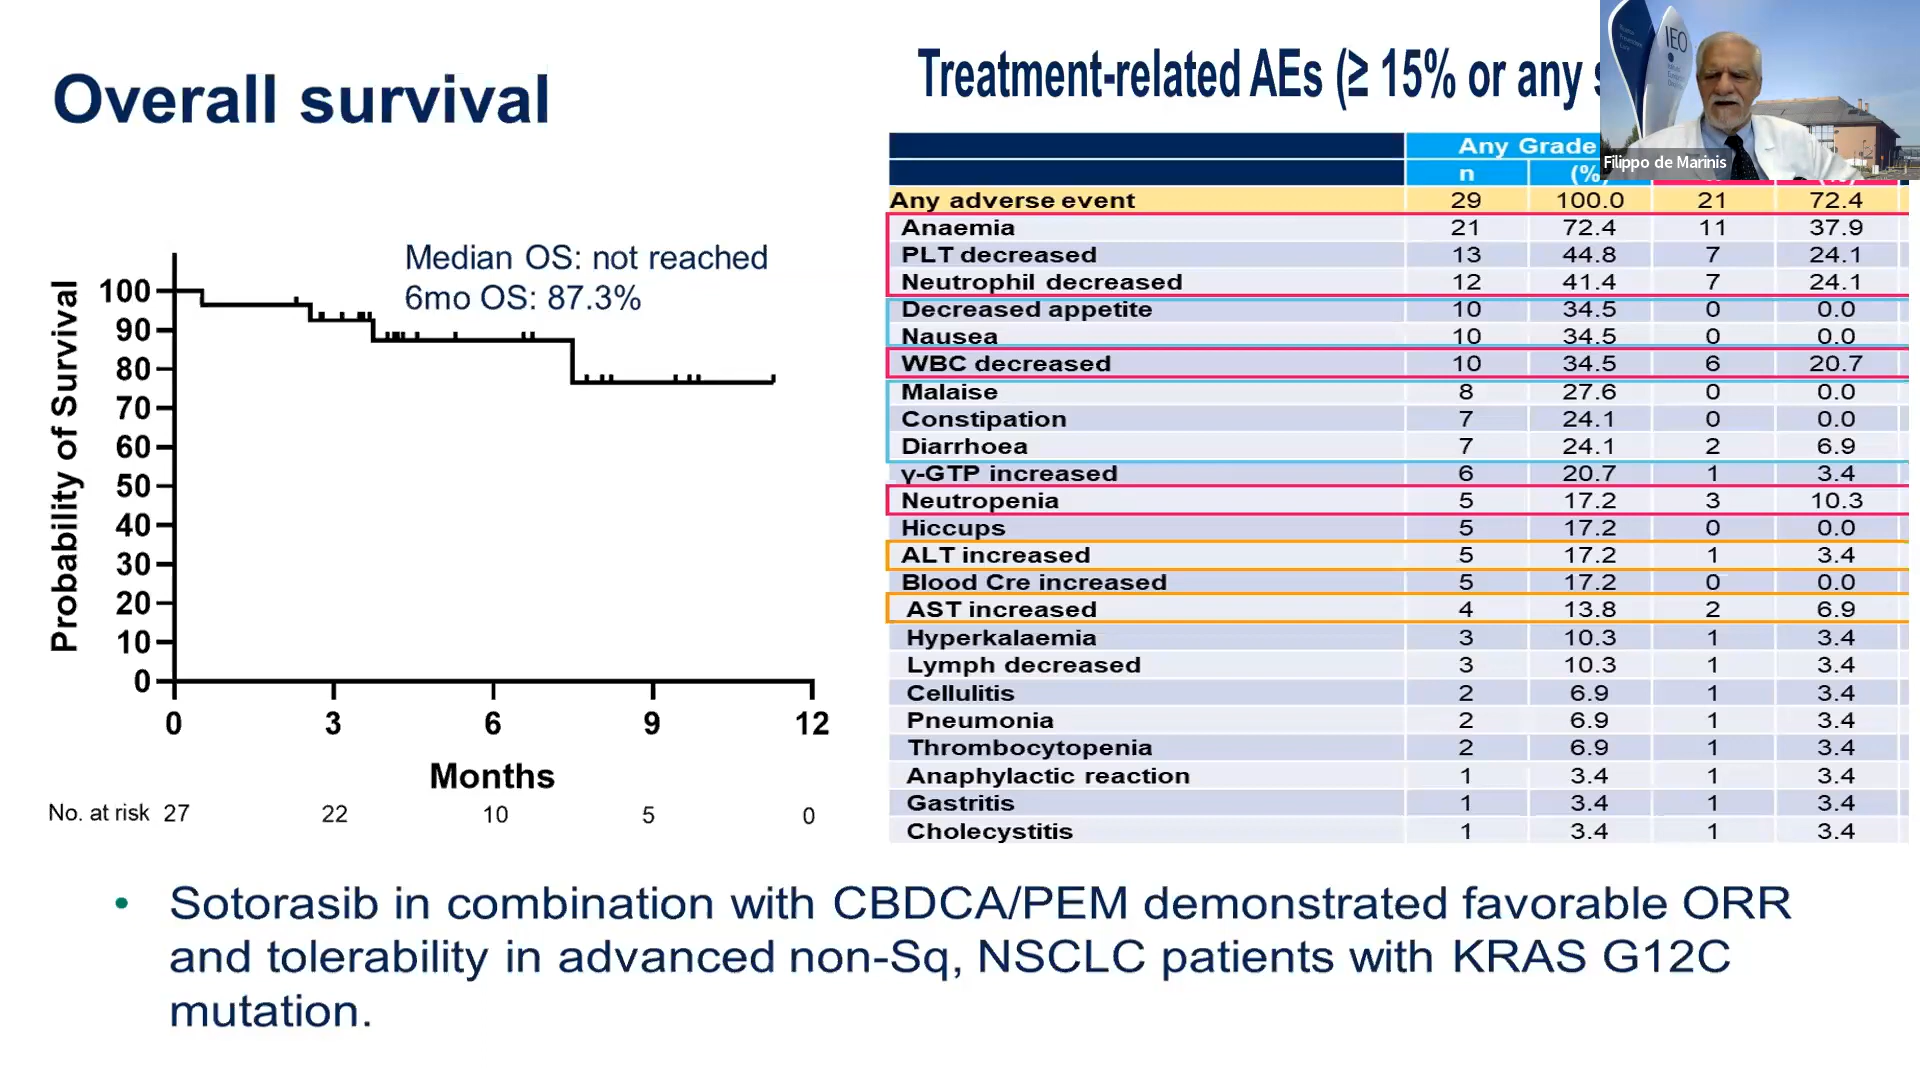 Overall survival
Median OS: not reached
6mo OS: 87.3%
Probability of Survival
100
90
80
70
60
50
40
30
20
10
0
0 3 6 9 12
Months
No. at risk 27 22 10 5 0
Treatment-related AEs (≥ 15% or any
IEO
Filippo de Marinis
Any Grade
n (%)
Any adverse event 29 100.0 21 72.4
Anaemia 21 72.4 11 37.9
PLT decreased 13 44.8 7 24.1
Neutrophil decreased 12 41.4 7 24.1
Decreased appetite 10 34.5 0 0.0
Nausea 10 34.5 0 0.0
WBC decreased 10 34.5 6 20.7
Malaise 8 27.6 0 0.0
Constipation 7 24.1 0 0.0
Diarrhoea 7 24.1 2 6.9
γ-GTP increased 6 20.7 1 3.4
Neutropenia 5 17.2 3 10.3
Hiccups 5 17.2 0 0.0
ALT increased 5 17.2 1 3.4
Blood Cre increased 5 17.2 0 0.0
AST increased 4 13.8 2 6.9
Hyperkalaemia 3 10.3 1 3.4
Lymph decreased 3 10.3 1 3.4
Cellulitis 2 6.9 1 3.4
Pneumonia 2 6.9 1 3.4
Thrombocytopenia 2 6.9 1 3.4
Anaphylactic reaction 1 3.4 1 3.4
Gastritis 1 3.4 1 3.4
Cholecystitis 1 3.4 1 3.4
• Sotorasib in combination with CBDCA/PEM demonstrated favorable ORR
and tolerability in advanced non-Sq, NSCLC patients with KRAS G12C
mutation.